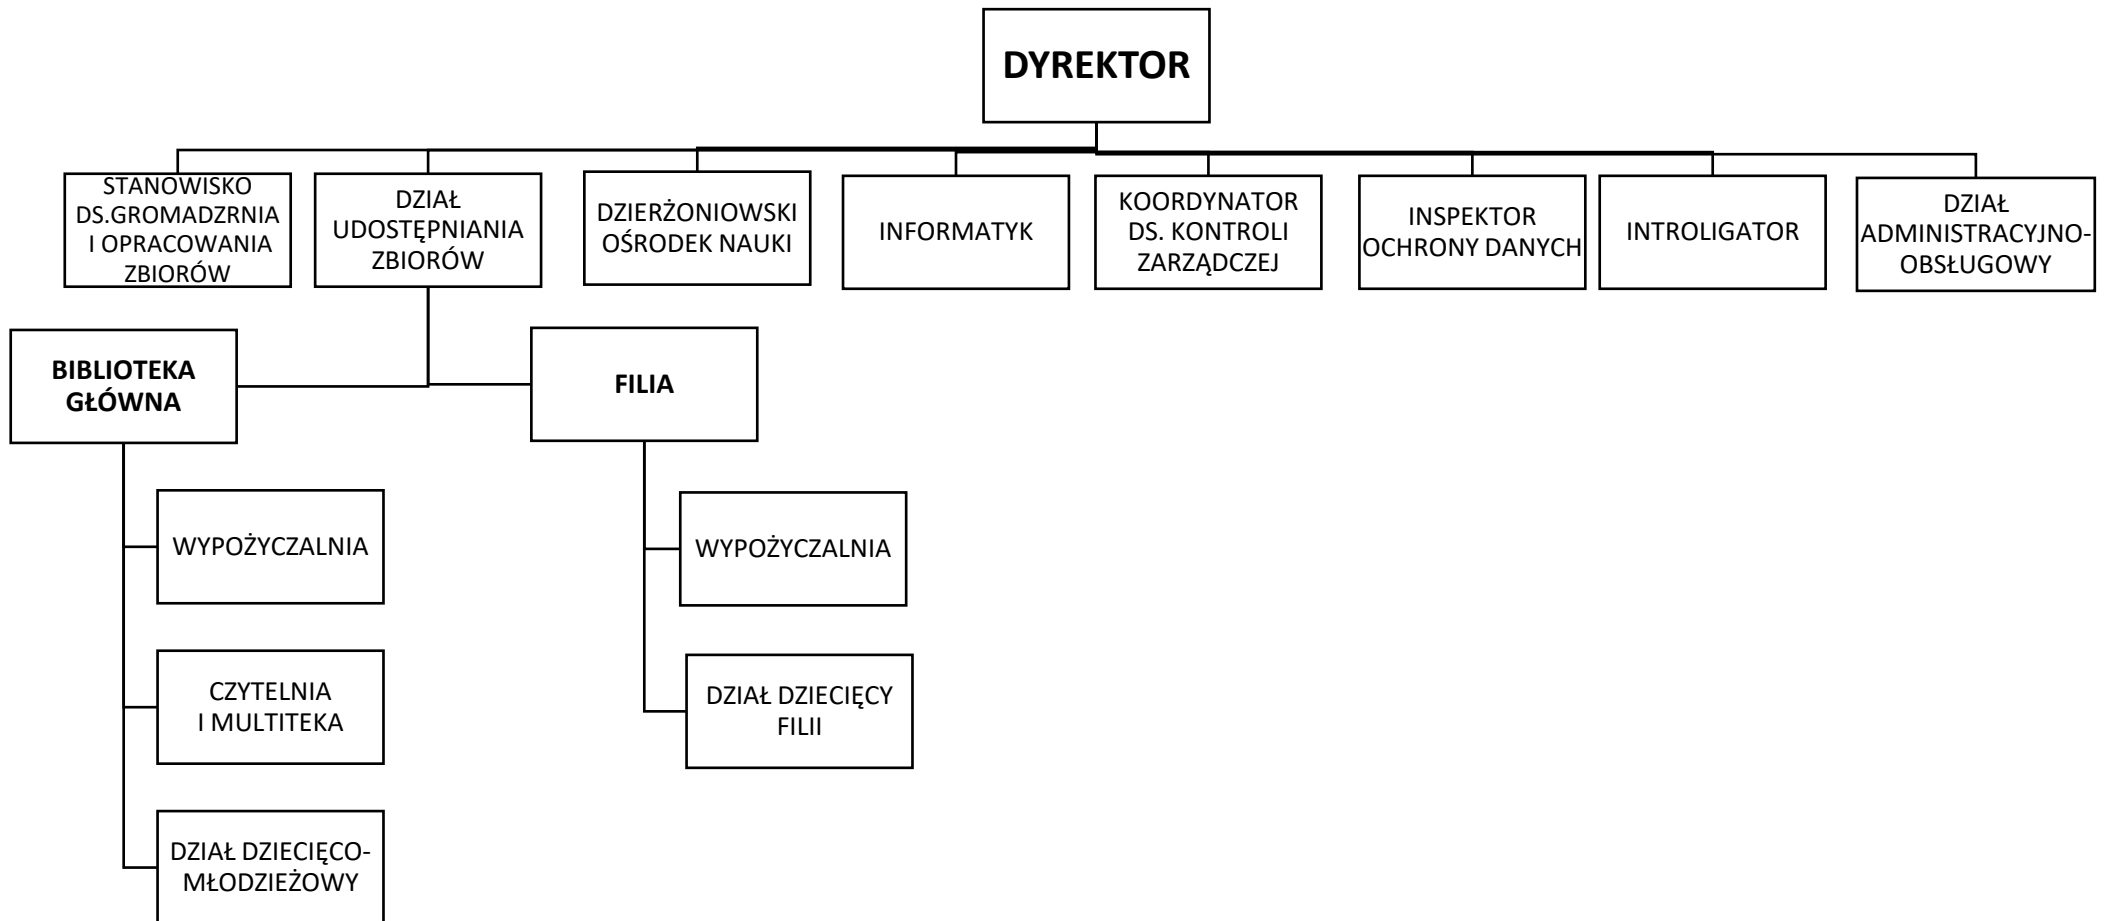 DYREKTOR
STANOWISKO
DS.GROMADZRNIA
I OPRACOWANIA
ZBIORÓW
DZIAŁ
UDOSTĘPNIANIA
ZBIORÓW
DZIERŻONIOWSKI
OŚRODEK NAUKI
INFORMATYK
KOORDYNATOR
DS. KONTROLI
ZARZĄDCZEJ
INSPEKTOR
OCHRONY DANYCH
INTROLIGATOR
DZIAŁ
ADMINISTRACYJNO-
OBSŁUGOWY
BIBLIOTEKA
GŁÓWNA
FILIA
WYPOŻYCZALNIA
CZYTELNIA
I MULTITEKA
DZIAŁ DZIECIĘCO-
MŁODZIEŻOWY
WYPOŻYCZALNIA
DZIAŁ DZIECIĘCY
FILII